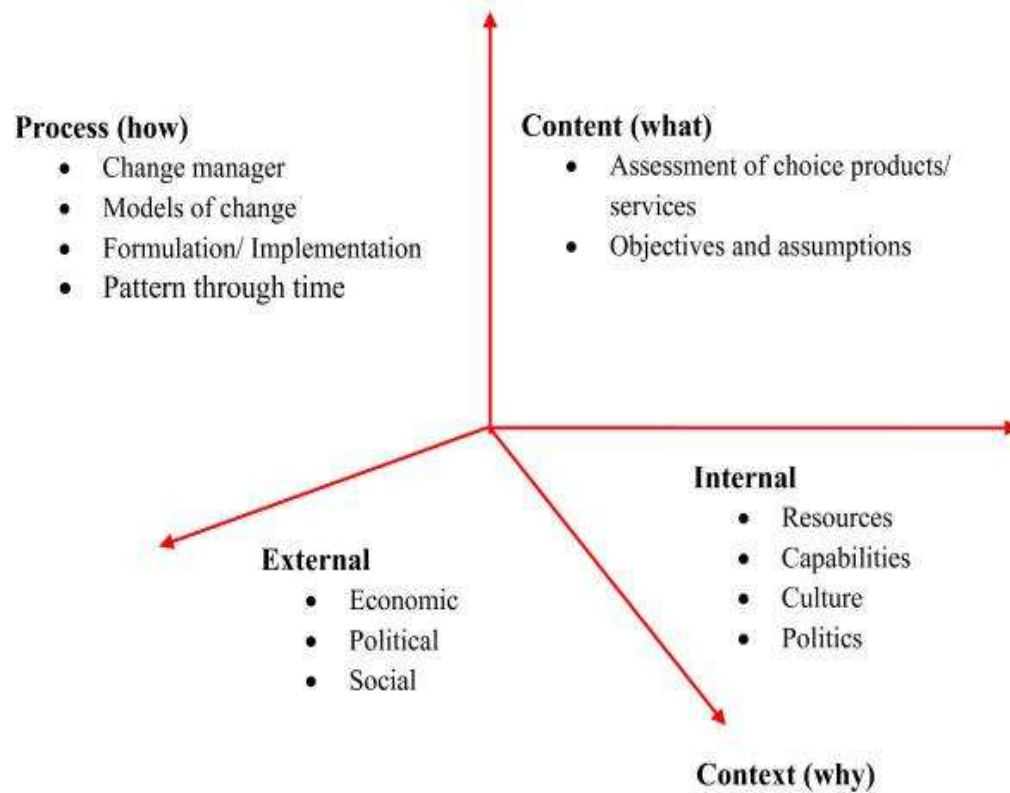 Process (how)
• Change manager
• Models of change
• Formulation/ Implementation
• Pattern through time
Content (what)
• Assessment of choice products/
services
• Objectives and assumptions
External
• Economic
• Political
• Social
Internal
• Resources
• Capabilities
• Culture
• Politics
Context (why)